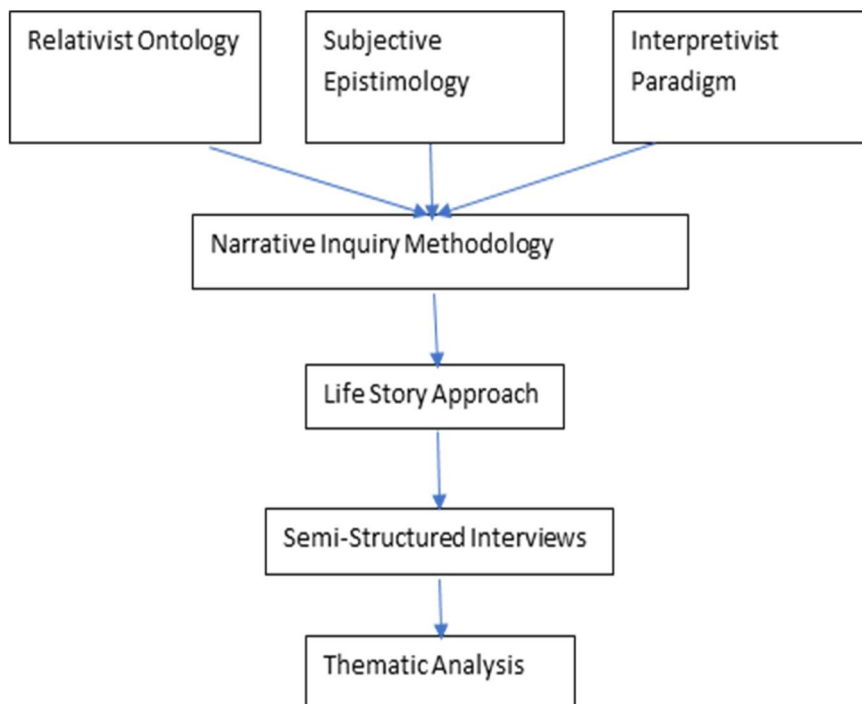 Relativist Ontology
Subjective
Epistimology
Interpretivist
Paradigm
Narrative Inquiry Methodology
Life Story Approach
Semi-Structured Interviews
Thematic Analysis